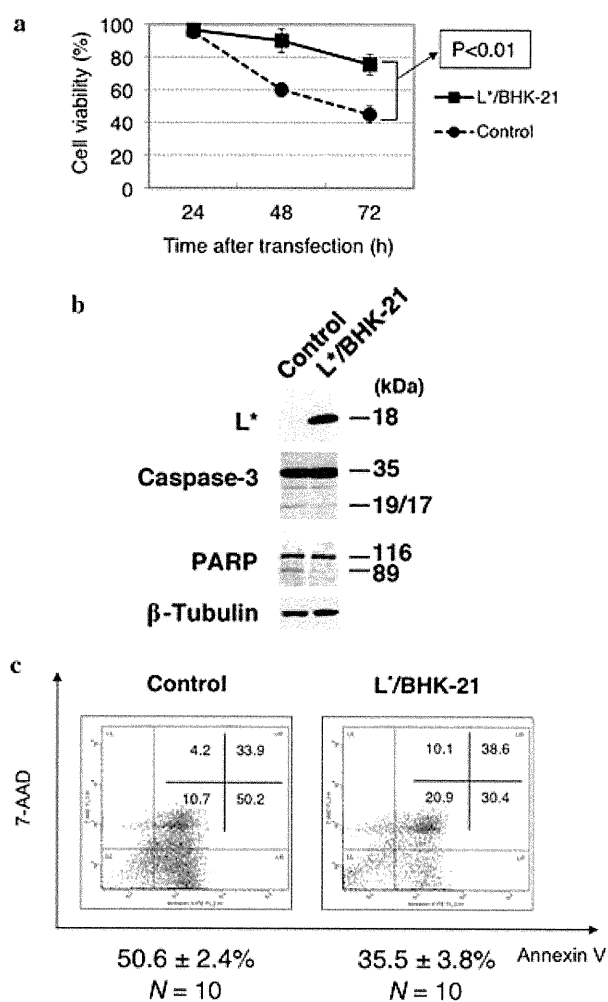 a
Cell viability (%)
100
80
60
40
20
0
24 48 72
Time after transfection (h)
P<0.01
L*/BHK-21
Control
b
Control
L*/BHK-21
(kDa)
L*
18
Caspase-3
35
19/17
PARP
116
89
β-Tubulin
c
Control
L*/BHK-21
7-AAD
4.2 33.9
10.7 50.2
10.1 38.6
20.9 30.4
Annexin V
50.6 ± 2.4%
N = 10
35.5 ± 3.8%
N = 10